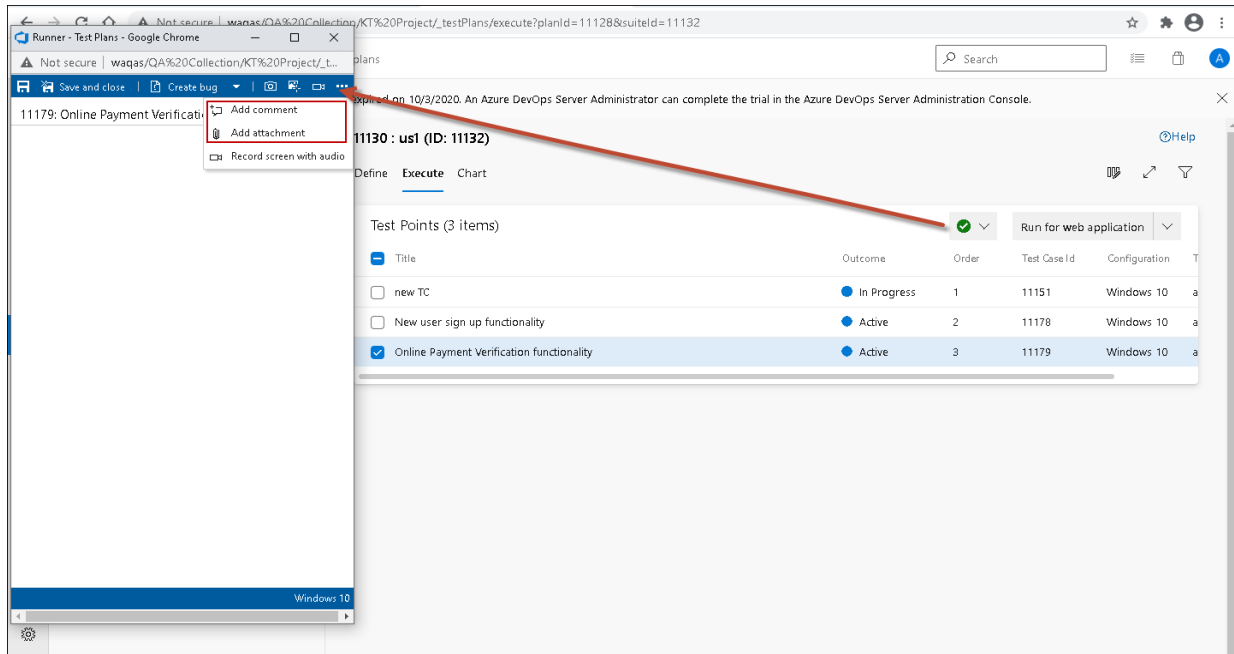 Not secure | waqas/QA%20Collection/KT%20Project/_testPlans/execute?planId=11128&suiteId=11132
Runner - Test Plans - Google Chrome
Not secure | waqas/QA%20Collection/KT%20Project/_t...
plans
Search
A
Save and close | Create bug
expired on 10/3/2020. An Azure DevOps Server Administrator can complete the trial in the Azure DevOps Server Administration Console.
11179: Online Payment Verificati
Add comment
Add attachment
Record screen with audio
11130 : us1 (ID: 11132)
Help
Define Execute Chart
Test Points (3 items)
Run for web application
Title Outcome Order Test Case Id Configuration T
new TC In Progress 1 11151 Windows 10 a
New user sign up functionality Active 2 11178 Windows 10 a
Online Payment Verification functionality Active 3 11179 Windows 10 a
Windows 10